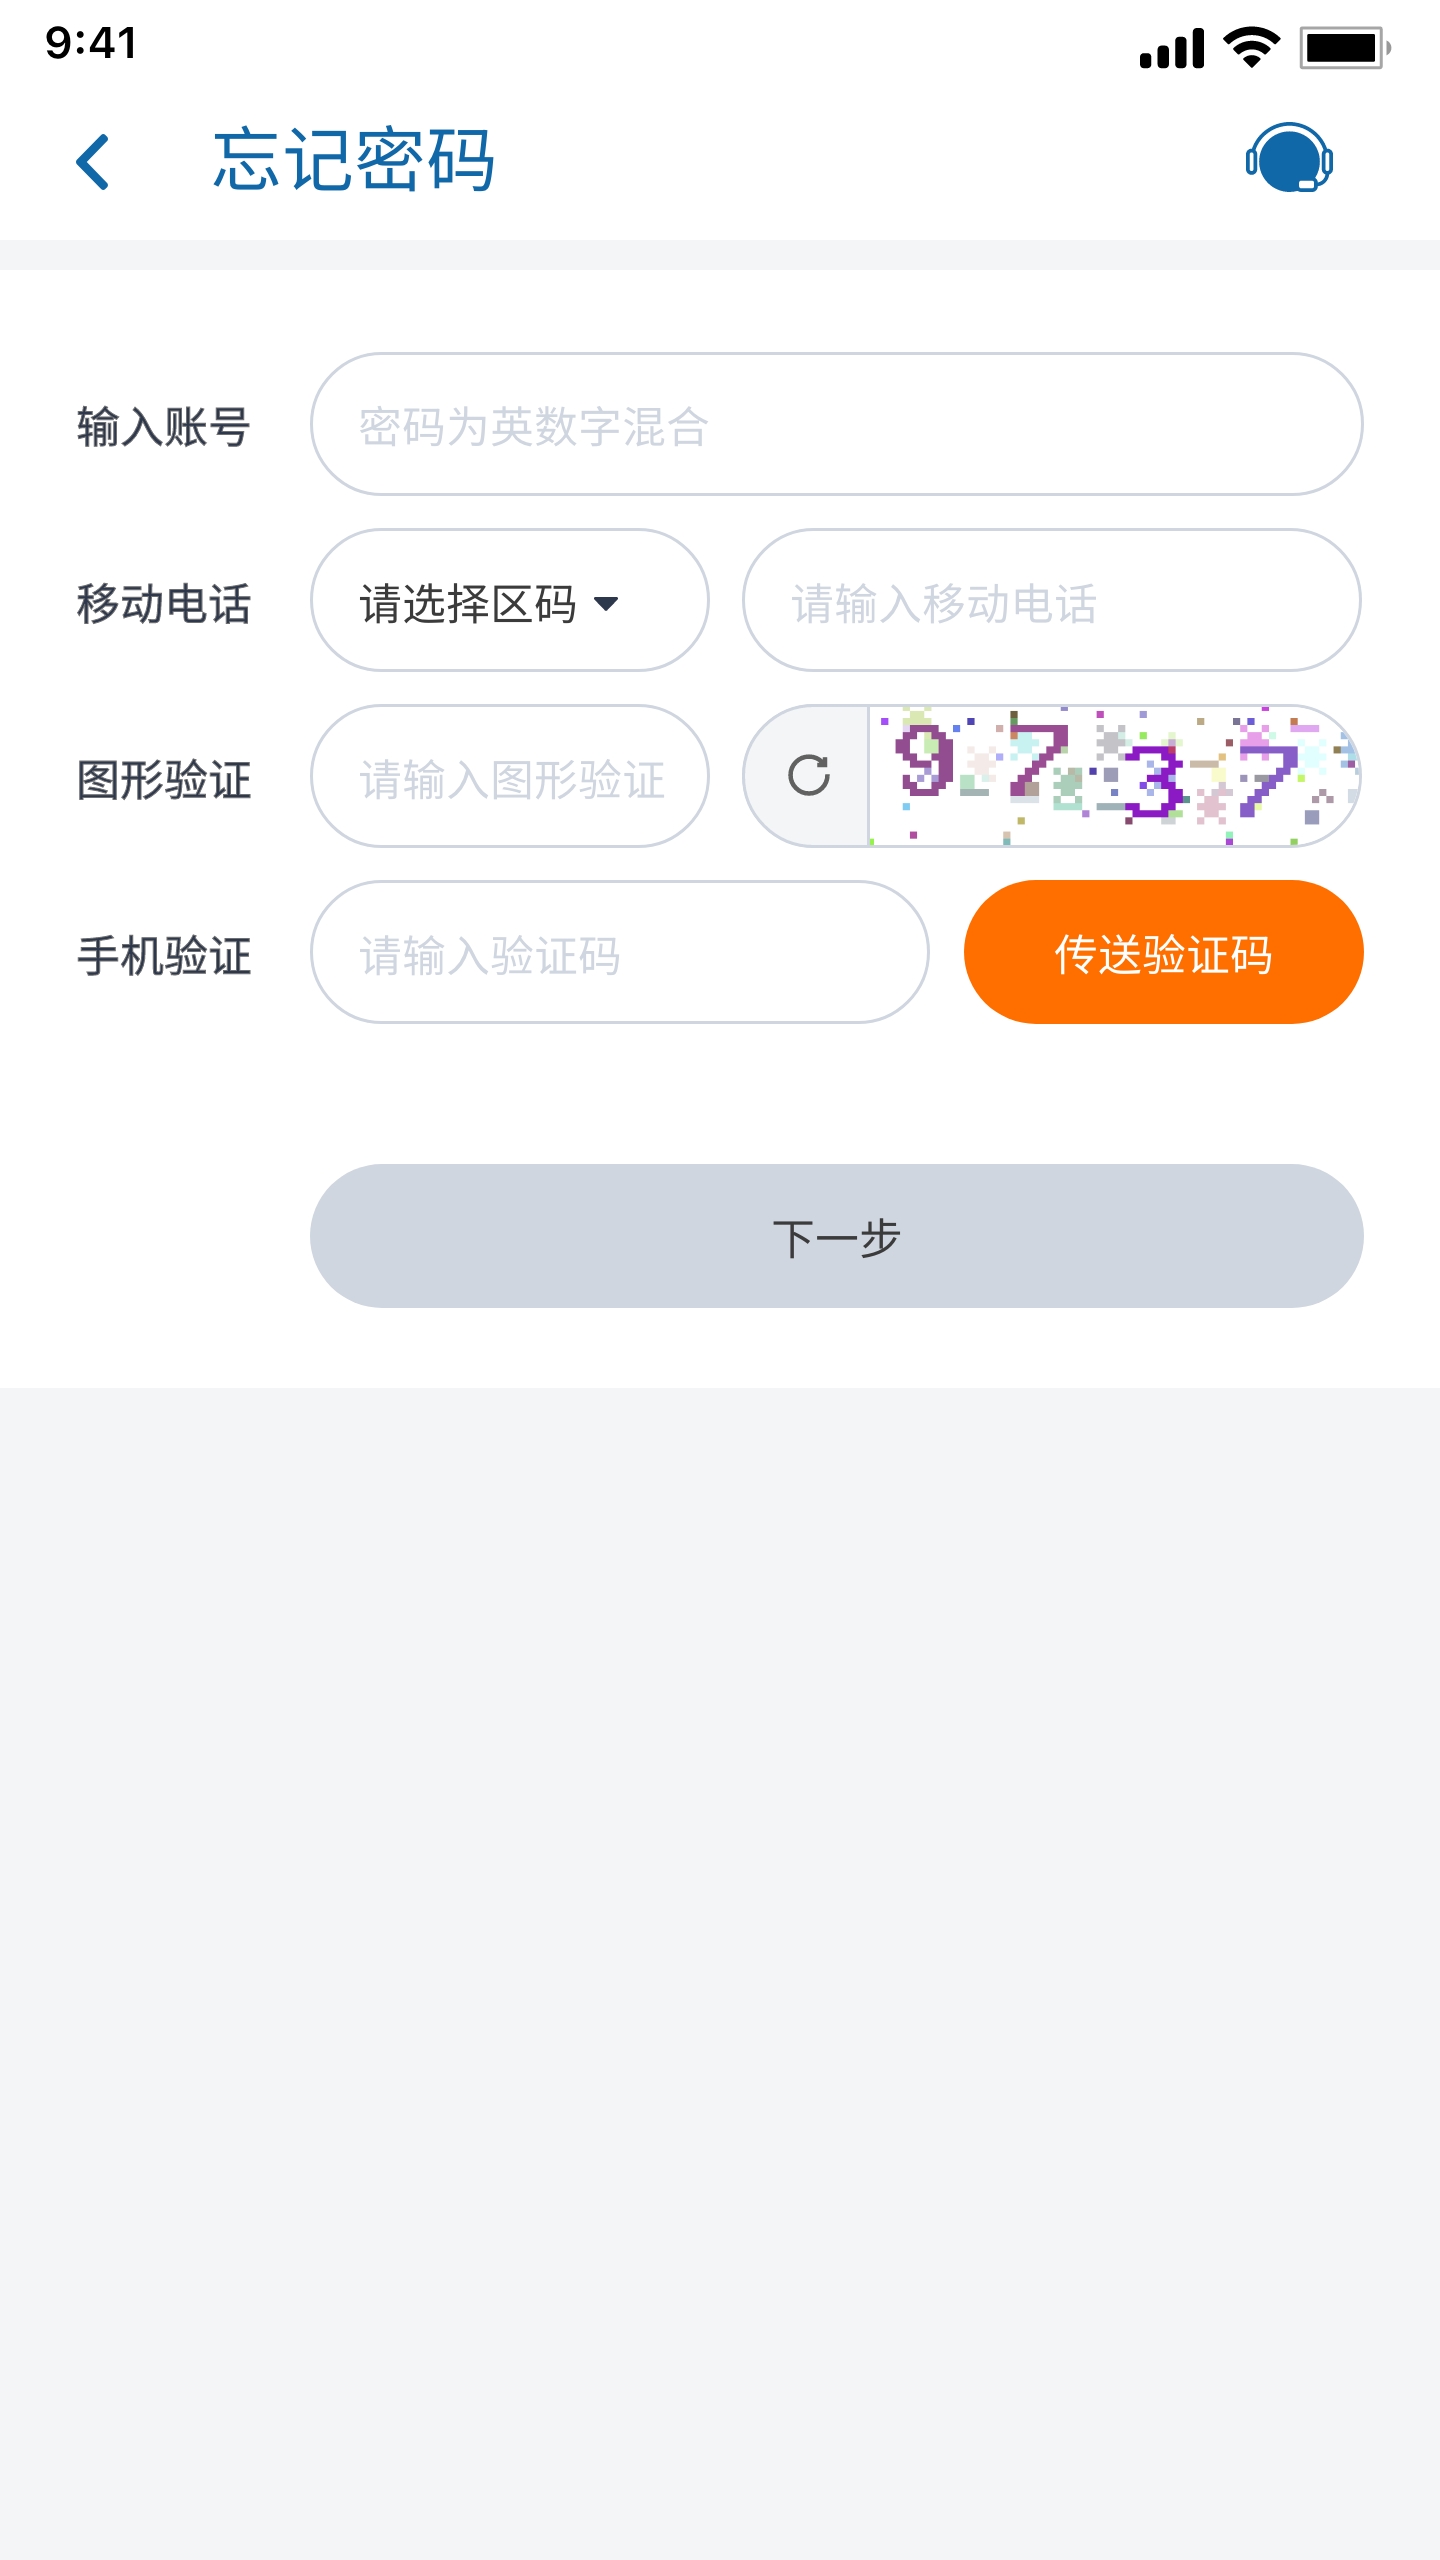 9:41
忘记密码
输入账号 密码为英数字混合
移动电话 请选择区码 请输入移动电话
图形验证 请输入图形验证 9737
手机验证 请输入验证码 传送验证码
下一步